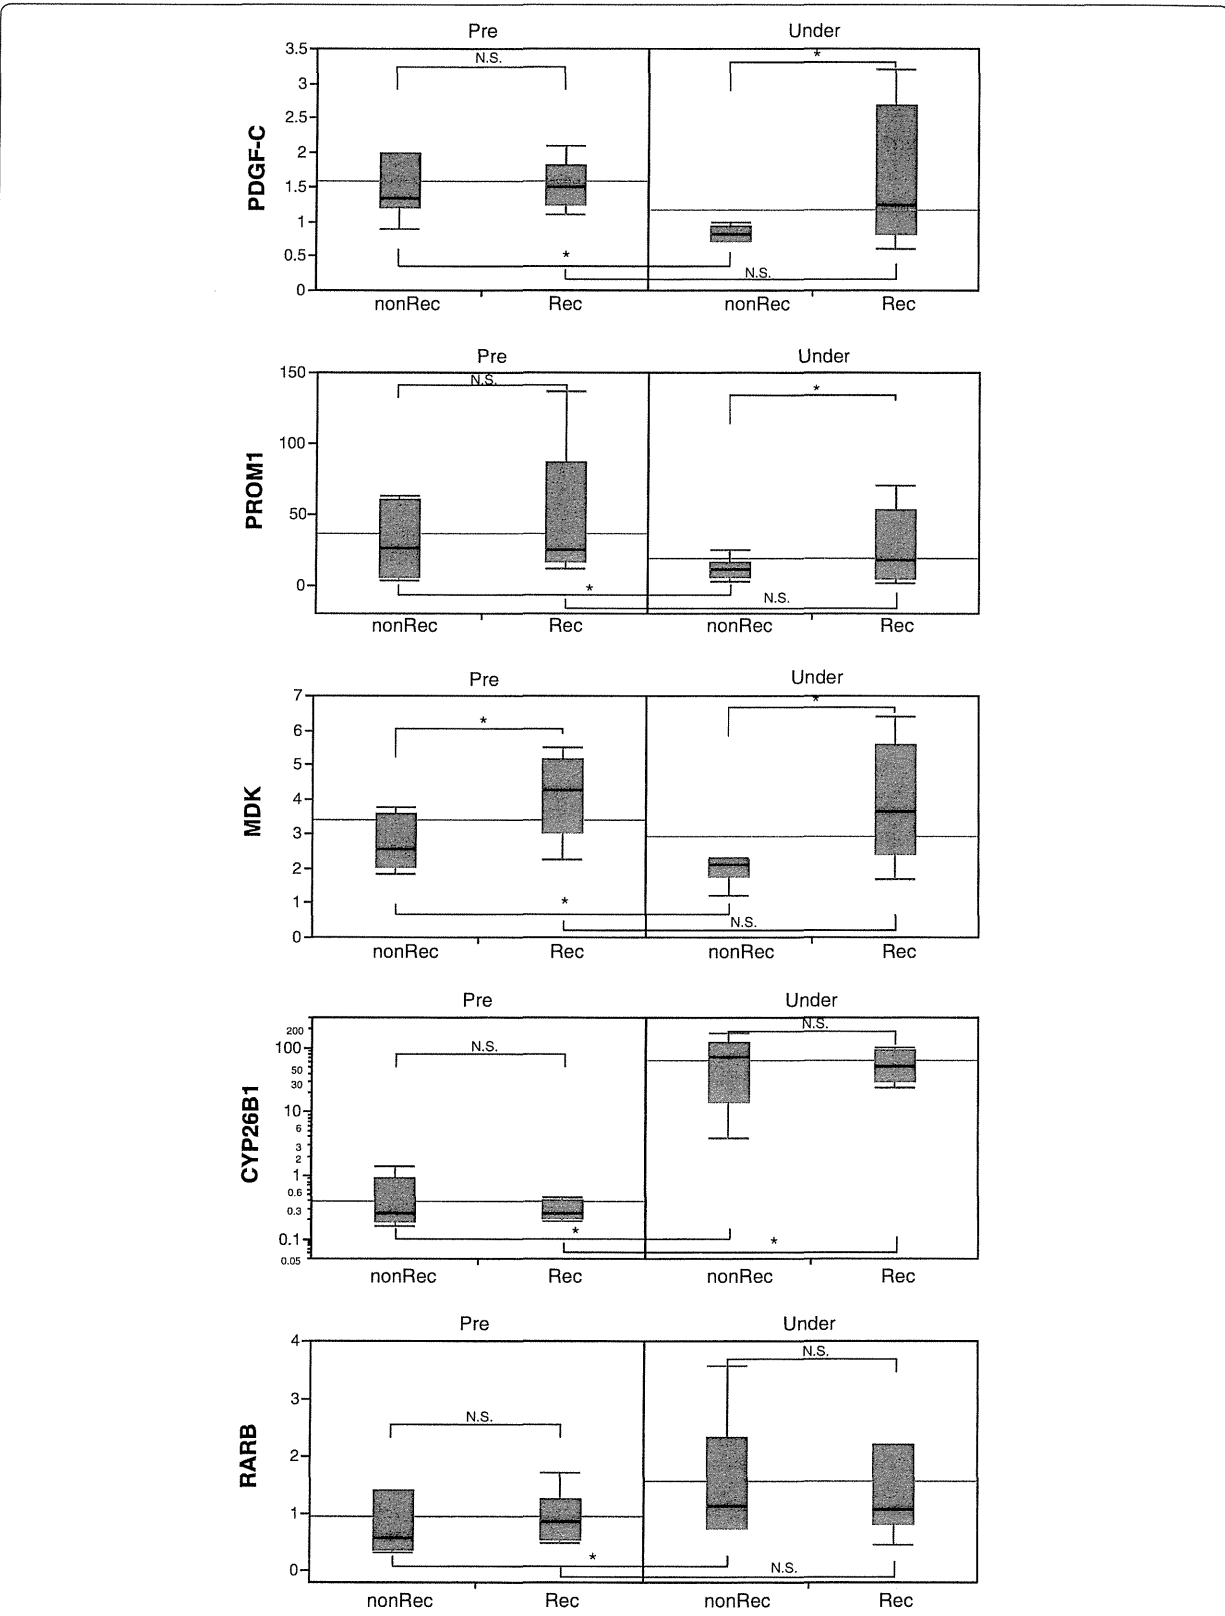 Pre Under
3.5
N.S. *
3
2.5
2
1.5
1
0.5
0
PDGF-C
* N.S.
nonRec Rec nonRec Rec
Pre Under
150
N.S. *
100
50
0
PROM1
* N.S.
nonRec Rec nonRec Rec
Pre Under
7
* *
6
5
4
3
2
1
0
MDK
* N.S.
nonRec Rec nonRec Rec
Pre Under
200
100
N.S. N.S.
50
30
10
6
3
2
1
0.6
0.3
0.1
0.05
CYP26B1
* *
nonRec Rec nonRec Rec
Pre Under
4
N.S. N.S.
3
2
1
0
RARB
* N.S.
nonRec Rec nonRec Rec